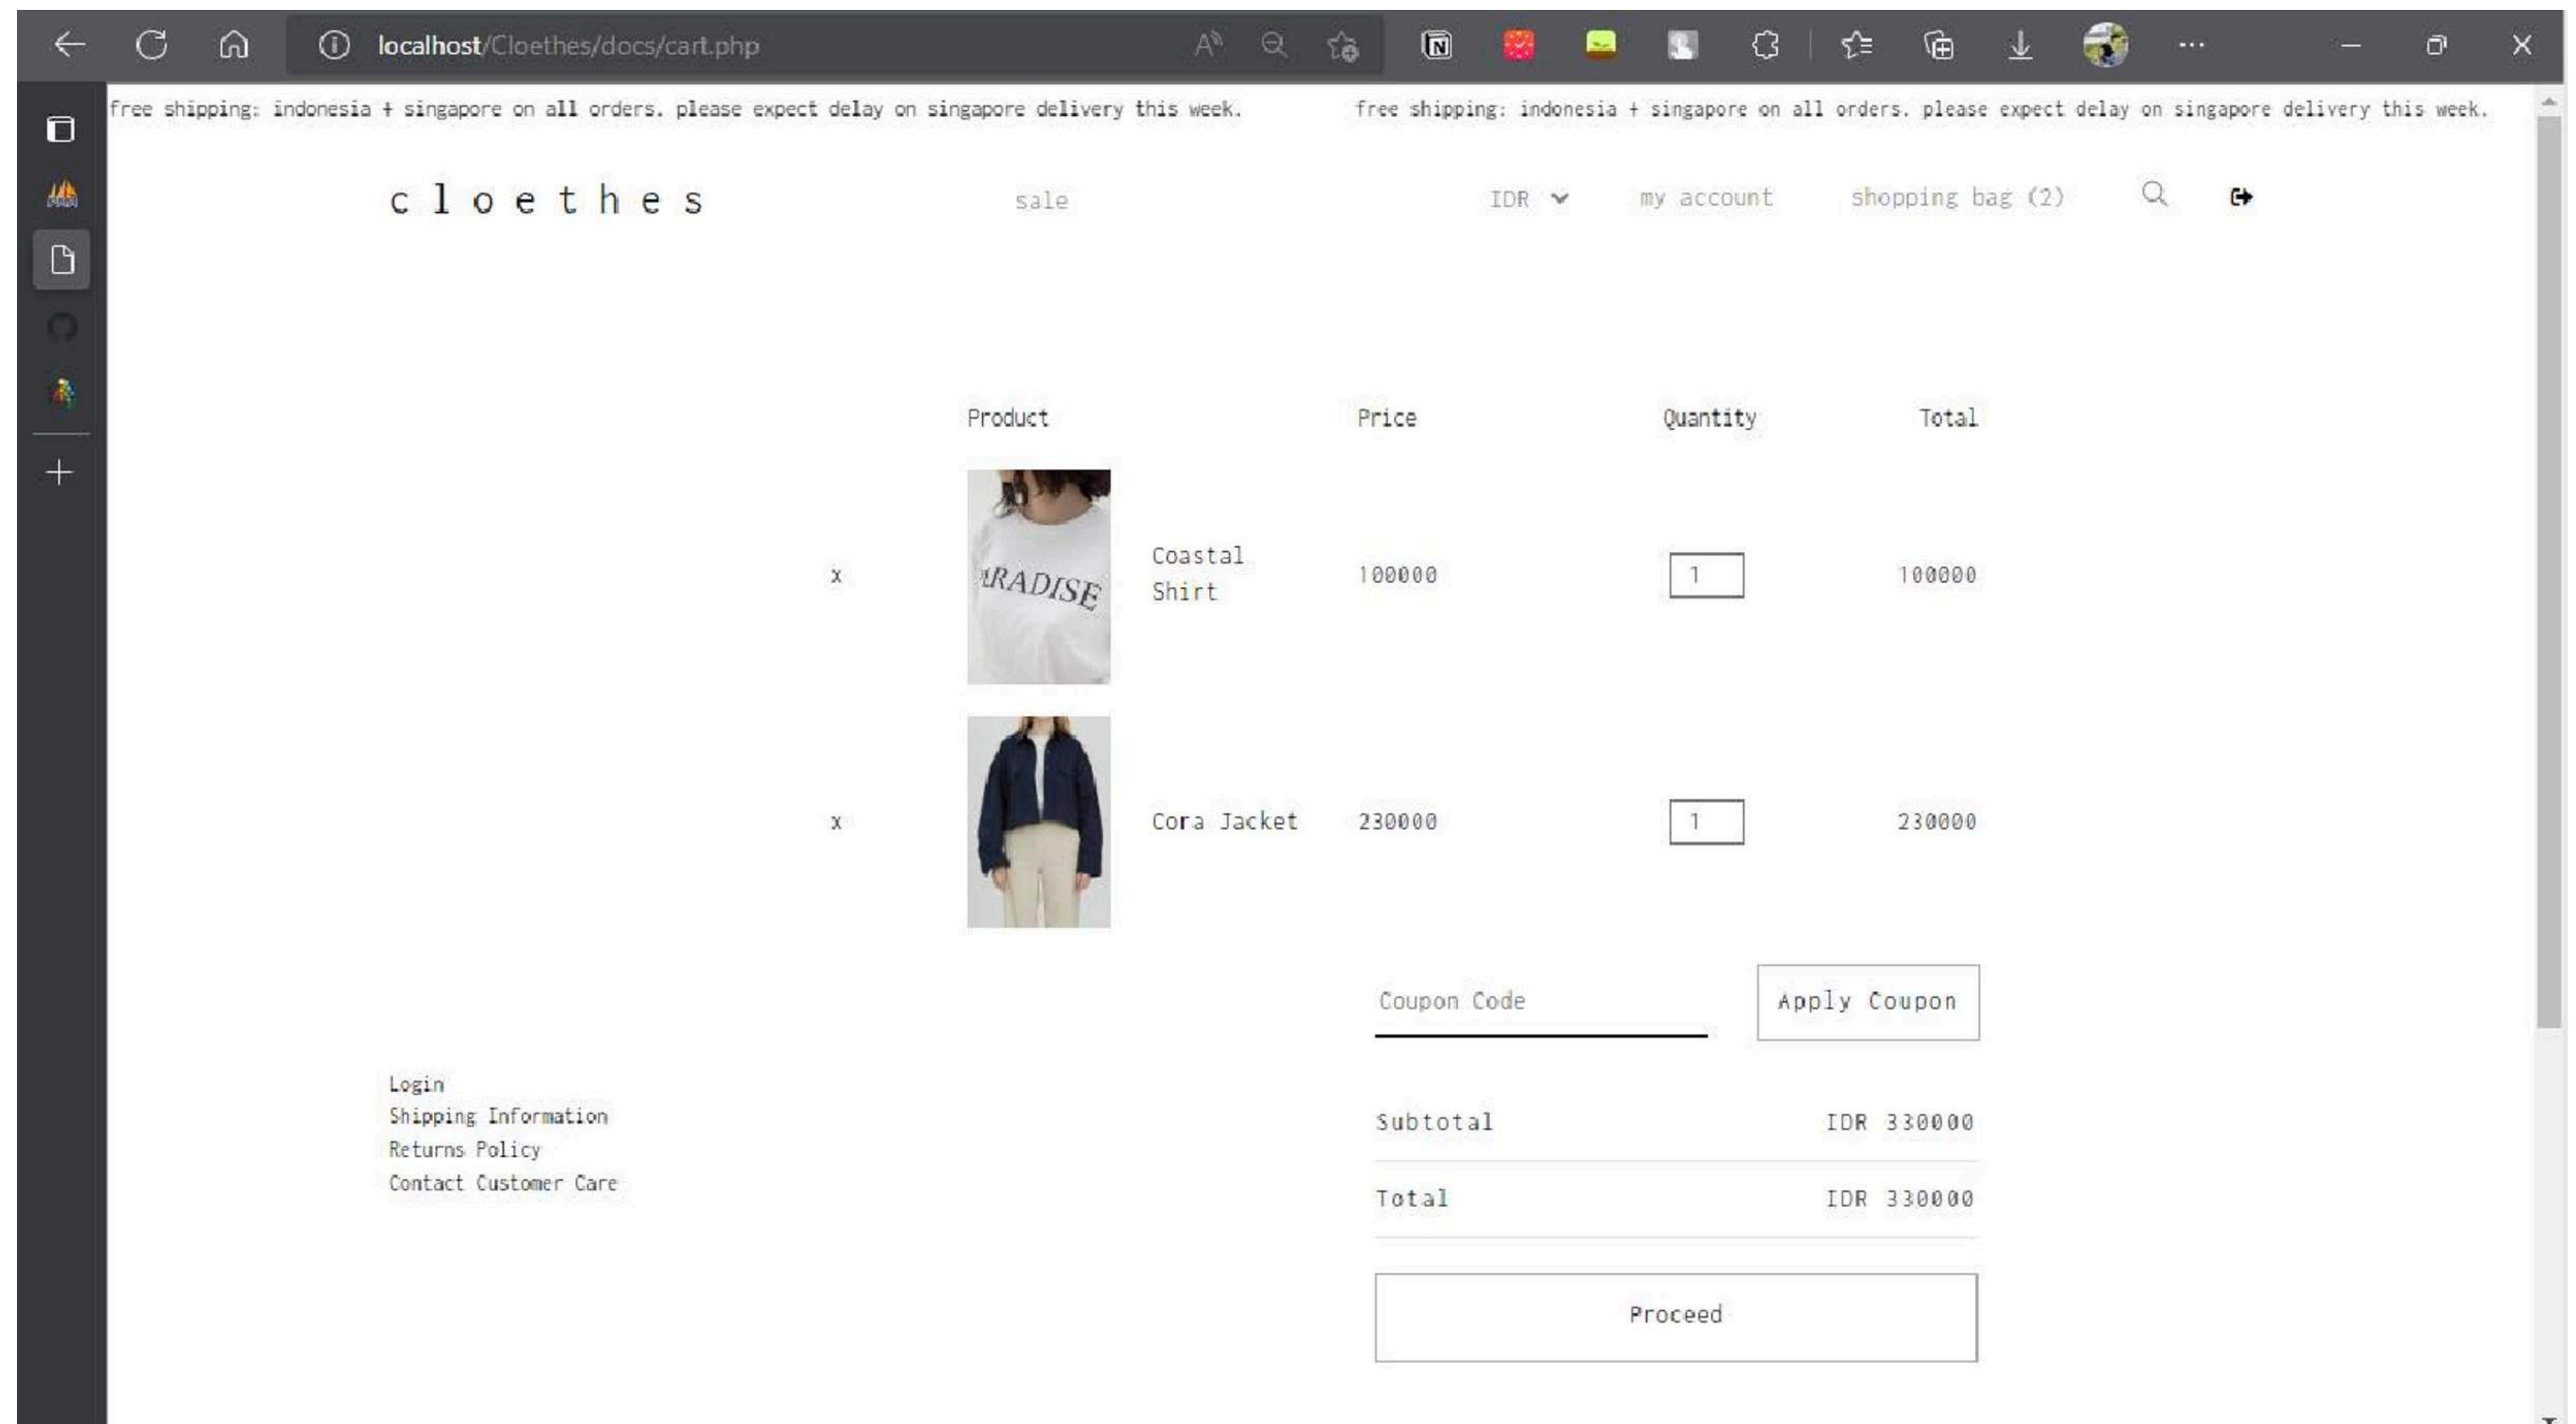 localhost/Cloethes/docs/cart.php
free shipping: indonesia + singapore on all orders. please expect delay on singapore delivery this week. free shipping: indonesia + singapore on all orders. please expect delay on singapore delivery this week.
cloethes sale IDR my account shopping bag (2)
Product Price Quantity Total
ARADISE
x Coastal Shirt 100000 1 100000
x Cora Jacket 230000 1 230000
Coupon Code Apply Coupon
Login
Shipping Information
Returns Policy
Contact Customer Care
Subtotal IDR 330000
Total IDR 330000
Proceed